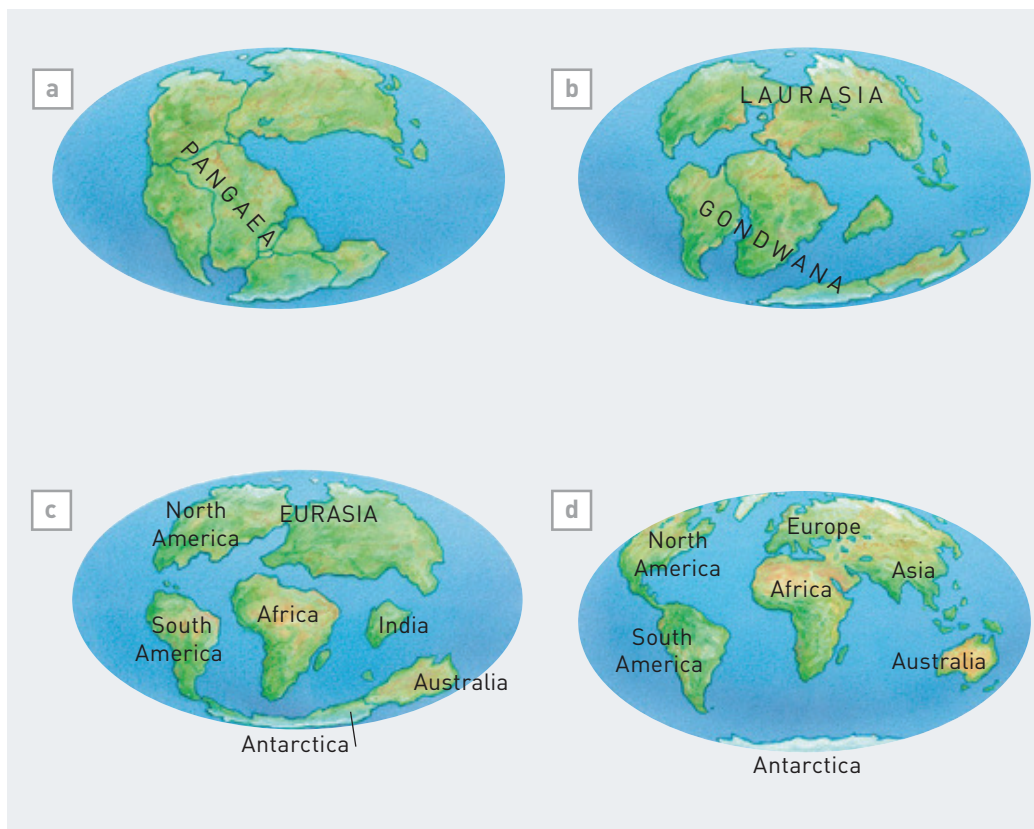 a
PANGAEA
b
LAURASIA
GONDWANA
c
North
America
EURASIA
South
America
Africa
India
Australia
Antarctica
d
North
America
Europe
Asia
Africa
South
America
Australia
Antarctica